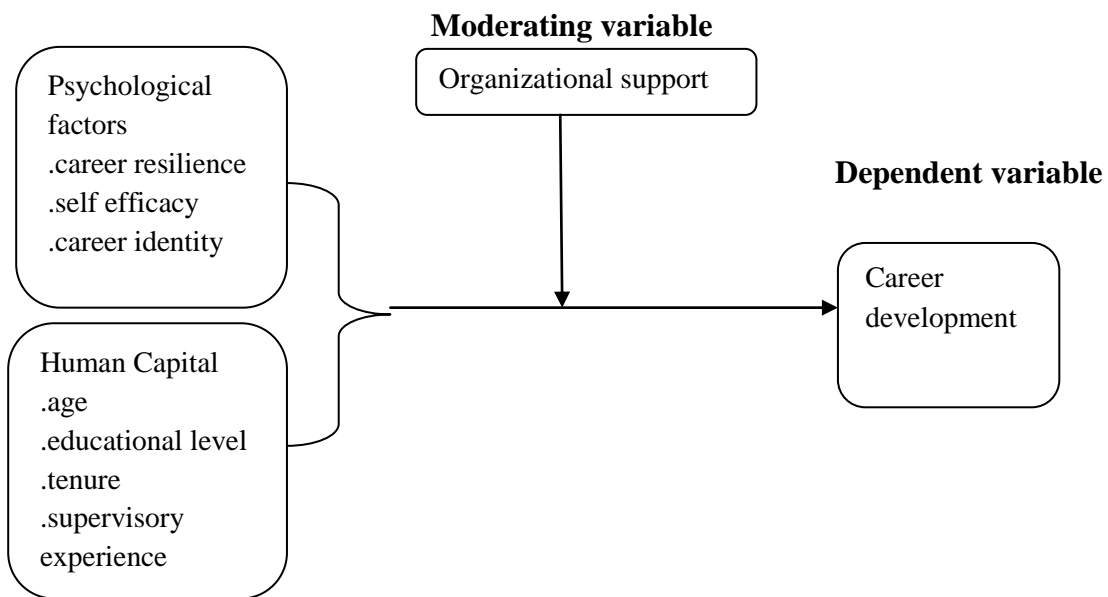 Moderating variable
Organizational support
Psychological
factors
.career resilience
.self efficacy
.career identity
Dependent variable
Career
development
Human Capital
.age
.educational level
.tenure
.supervisory
experience